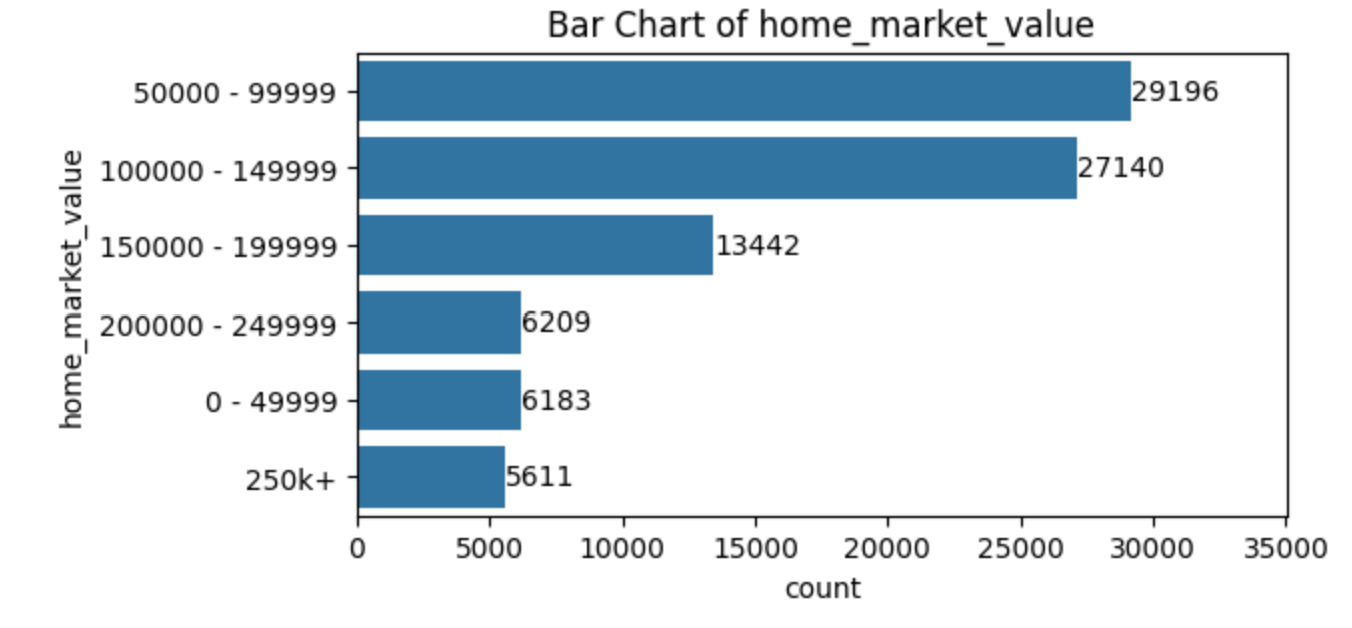 Bar Chart of home_market_value
home_market_value
50000 - 99999
29196
100000 - 149999
27140
150000 - 199999
13442
200000 - 249999
6209
0 - 49999
6183
250k+
5611
0 5000 10000 15000 20000 25000 30000 35000
count